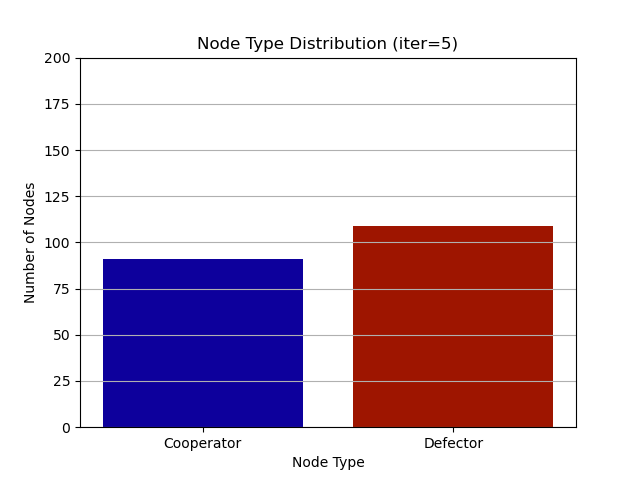 Node Type Distribution (iter=5)
200
175
150
125
100
75
50
25
0
Number of Nodes
Cooperator Defector
Node Type